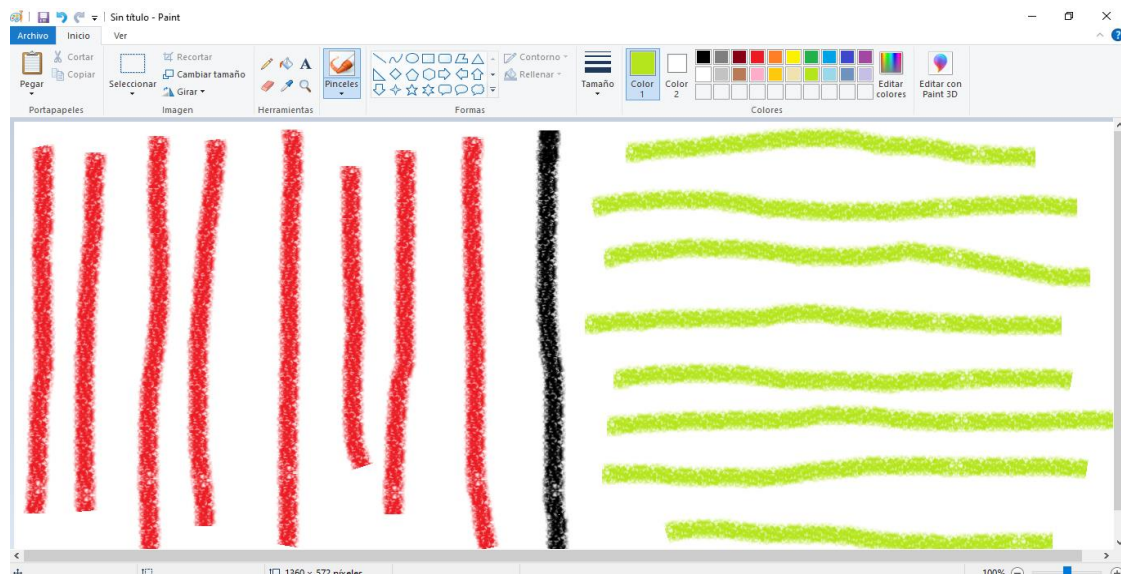 Sin título - Paint
Archivo Inicio Ver
Pegar
Cortar
Copiar
Portapapeles
Seleccionar
Recortar
Cambiar tamaño
Girar
Imagen
A
Herramientas
Pinceles
Contorno
Rellenar
Formas
Tamaño
Color 1
Color 2
Editar colores
Colores
Editar con Paint 3D
1360 × 572 píxeles
100%